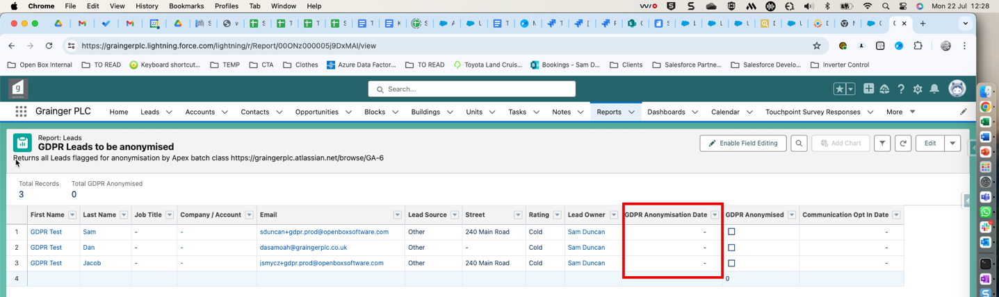 Chrome File Edit View History Bookmarks Profiles Tab Window Help Mon 22 Jul 12:28
https://graingerplc.lightning.force.com/lightning/r/Report/00ONz000005j9DxMAI/view
Open Box Internal TO READ Keyboard shortcut... TEMP CTA Clothes Azure Data Factor... TO READ Toyota Land Cruis... Bookings - Sam D... Clients Salesforce Partne... Salesforce Develo... Inverter Control
g Search...
Grainger PLC Home Leads Accounts Contacts Opportunities Blocks Buildings Units Tasks Notes Reports Dashboards Calendar Touchpoint Survey Responses More
Report: Leads
GDPR Leads to be anonymised
Enable Field Editing Add Chart Edit
Returns all Leads flagged for anonymisation by Apex batch class https://graingerplc.atlassian.net/browse/GA-6
Total Records Total GDPR Anonymised
3 0
First Name Last Name Job Title Company / Account Email Lead Source Street Rating Lead Owner GDPR Anonymisation Date GDPR Anonymised Communication Opt In Date
1 GDPR Test Sam - - sduncan+gdpr.prod@openboxsoftware.com Other 240 Main Road Cold Sam Duncan - -
2 GDPR Test Dan - - dasamoah@graingerplc.co.uk Other - Cold Sam Duncan - -
3 GDPR Test Jacob - - jsmycz+gdpr.prod@openboxsoftware.com Other 240 Main Road Cold Sam Duncan - -
4 0